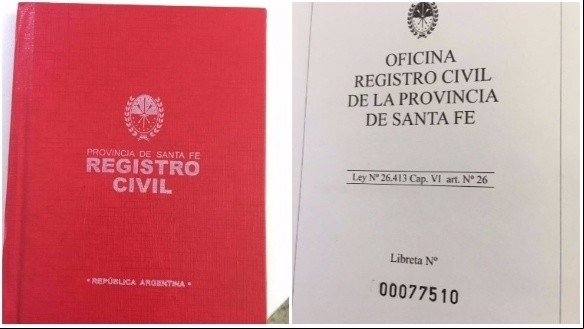 PROVINCIA DE SANTA FE
REGISTRO
CIVIL
• REPÚBLICA ARGENTINA •
OFICINA
REGISTRO CIVIL
DE LA PROVINCIA
DE SANTA FE
Ley Nº 26.413 Cap. VI art. Nº 26
Libreta Nº
00077510